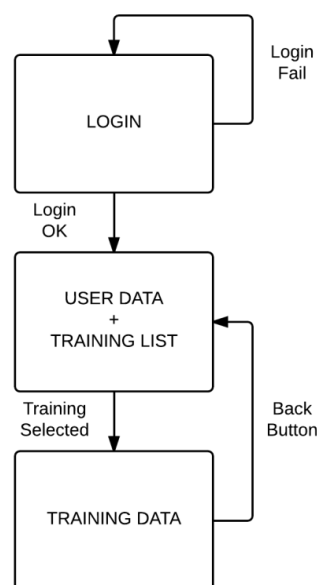 Login
Fail
LOGIN
Login
OK
USER DATA
+
TRAINING LIST
Training
Selected
Back
Button
TRAINING DATA